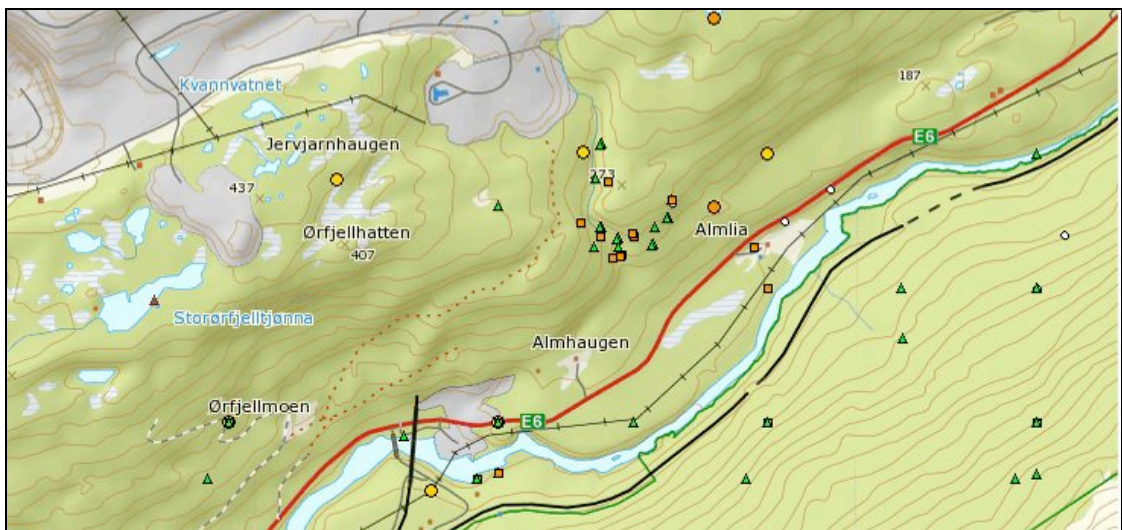 Kvannvatnet
187
E6
Jervjarnhaugen
273
437
Ørfjellhatten
Almlia
407
Storørfjelltjønna
Almhaugen
Ørfjellmoen
E6